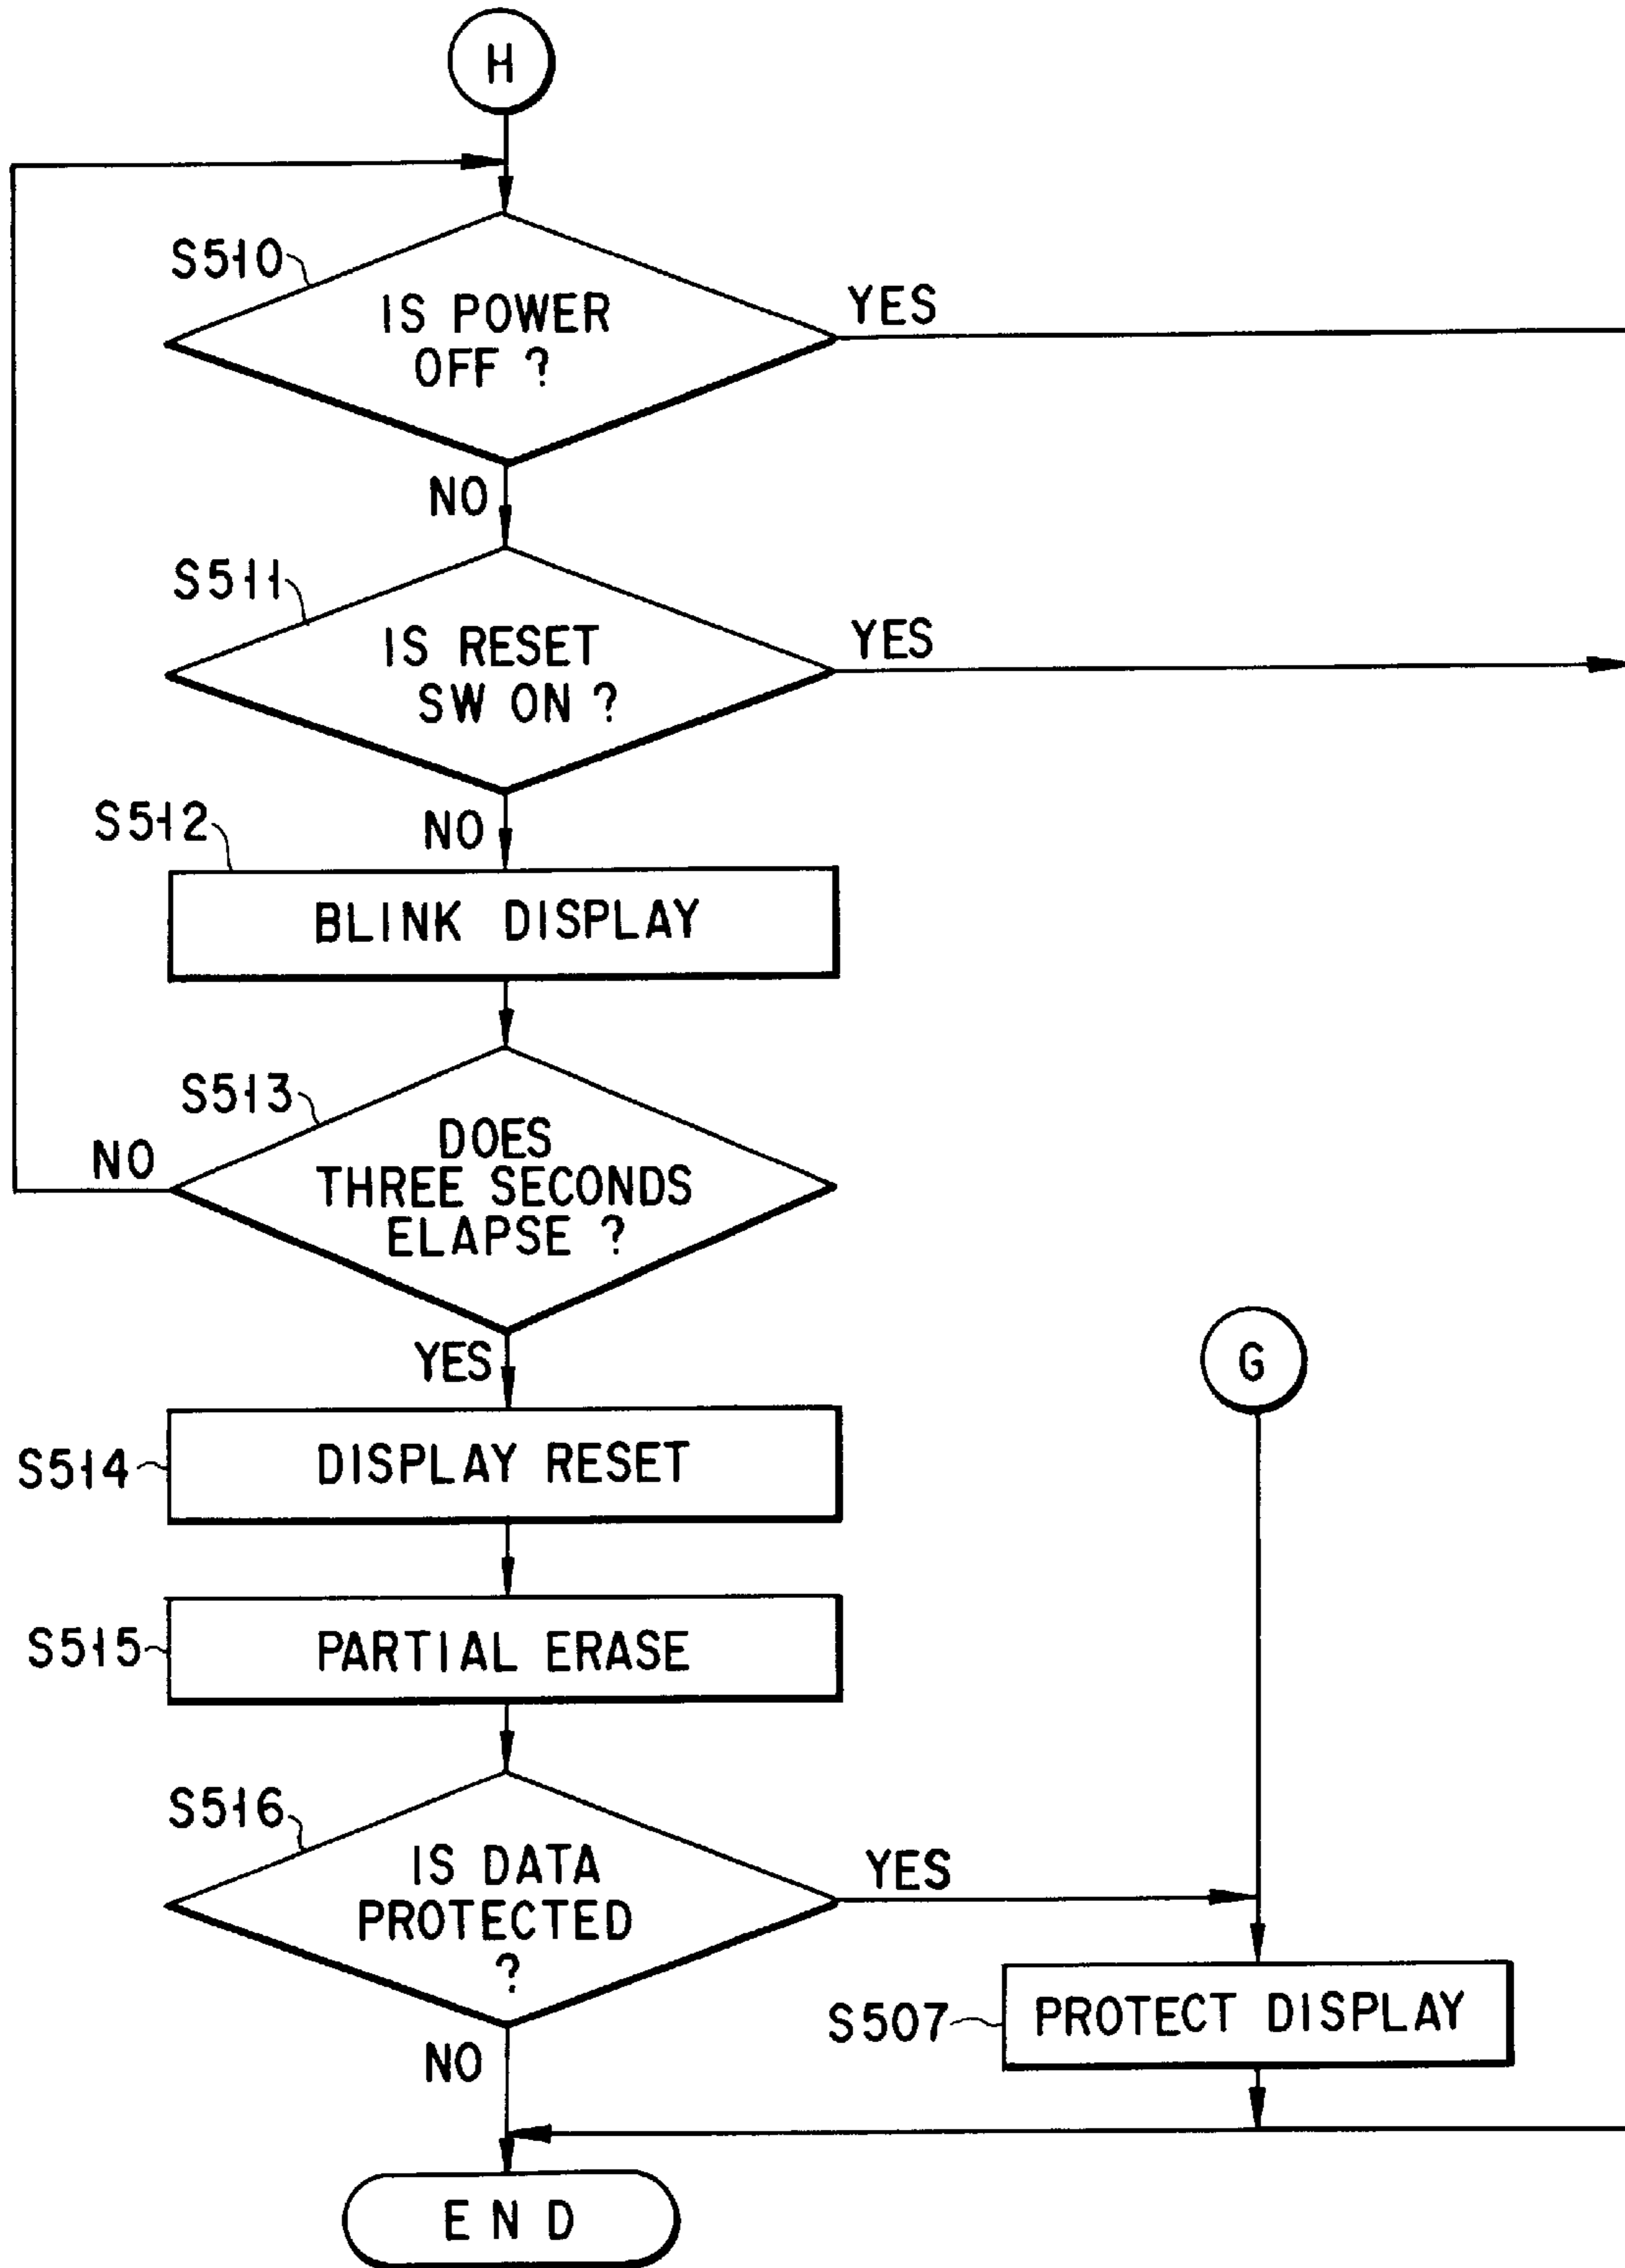 H
S510
IS POWER
OFF ?
YES
NO
S511
IS RESET
SW ON ?
YES
NO
S512
BLINK DISPLAY
S513
DOES
THREE SECONDS
ELAPSE ?
NO
YES
G
S514
DISPLAY RESET
S515
PARTIAL ERASE
S516
IS DATA
PROTECTED
?
YES
NO
S507
PROTECT DISPLAY
END